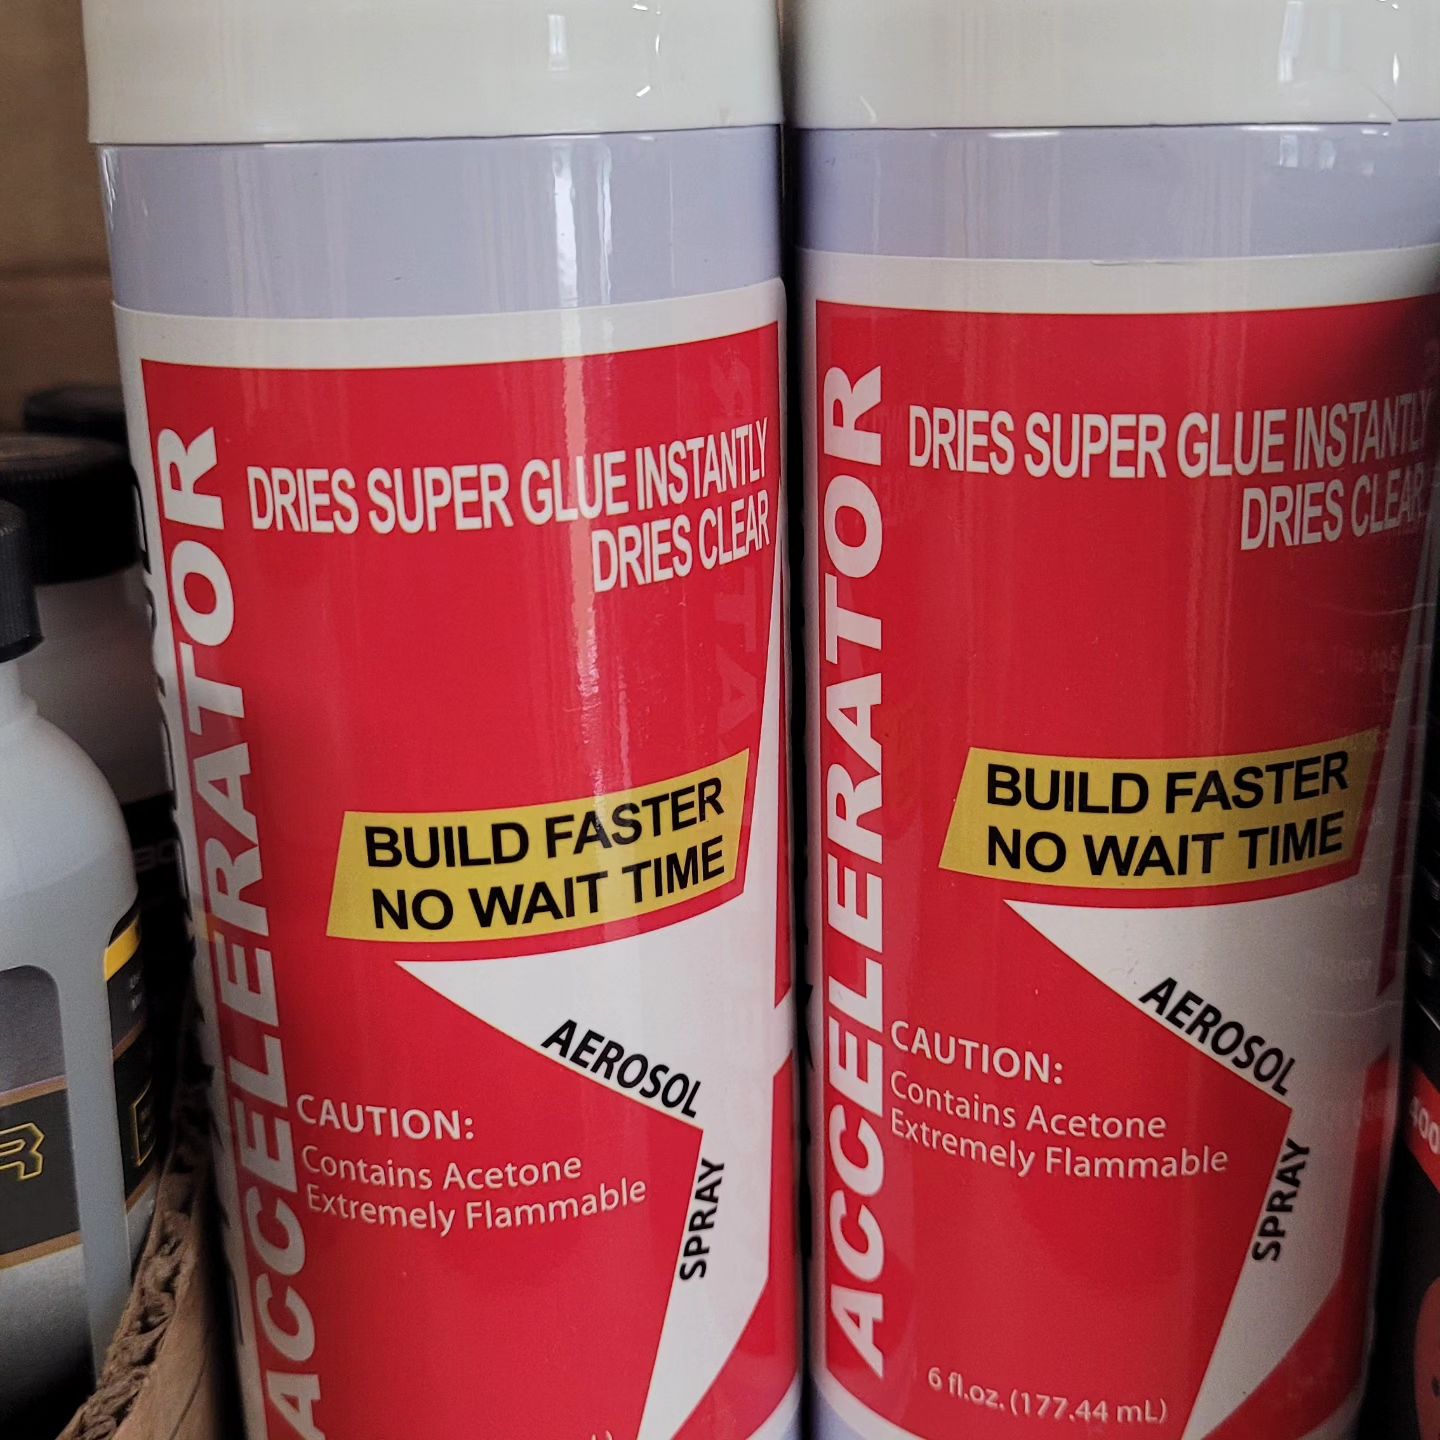 ACCELERATOR
DRIES SUPER GLUE INSTANTLY
DRIES CLEAR
BUILD FASTER
NO WAIT TIME
AEROSOL
SPRAY
CAUTION:
Contains Acetone
Extremely Flammable
ACCELERATOR
DRIES SUPER GLUE INSTANTLY
DRIES CLEAR
BUILD FASTER
NO WAIT TIME
AEROSOL
SPRAY
CAUTION:
Contains Acetone
Extremely Flammable
6 fl.oz. (177.44 mL)